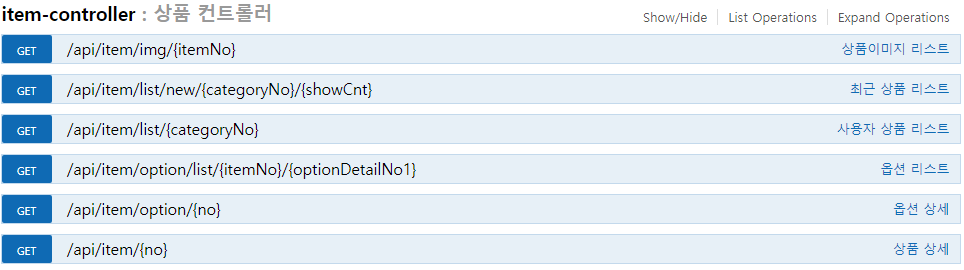 item-controller : 상품 컨트롤러 Show/Hide List Operations Expand Operations
GET /api/item/img/{itemNo} 상품이미지 리스트
GET /api/item/list/new/{categoryNo}/{showCnt} 최근 상품 리스트
GET /api/item/list/{categoryNo} 사용자 상품 리스트
GET /api/item/option/list/{itemNo}/{optionDetailNo1} 옵션 리스트
GET /api/item/option/{no} 옵션 상세
GET /api/item/{no} 상품 상세